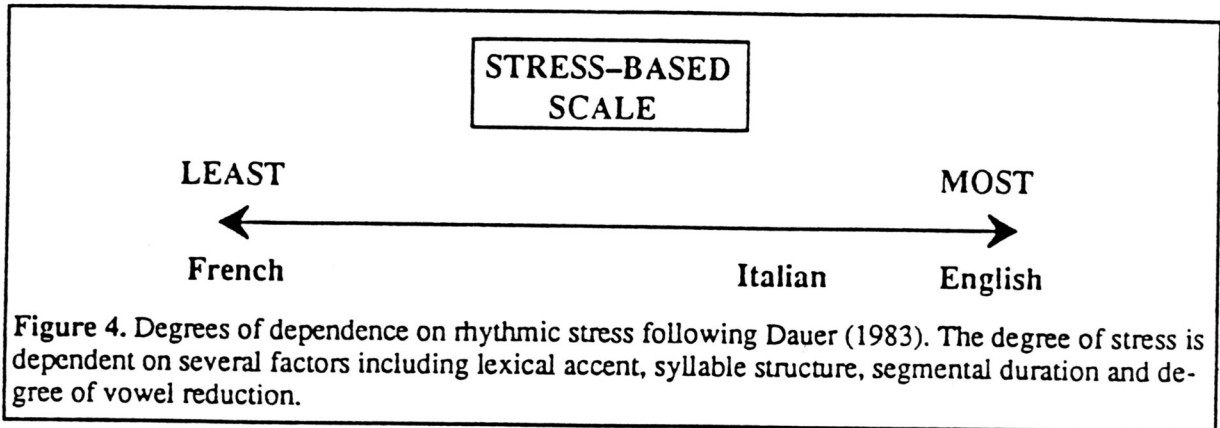 STRESS–BASED
SCALE
LEAST MOST
French Italian English
Figure 4. Degrees of dependence on rhythmic stress following Dauer (1983). The degree of stress is
dependent on several factors including lexical accent, syllable structure, segmental duration and de-
gree of vowel reduction.